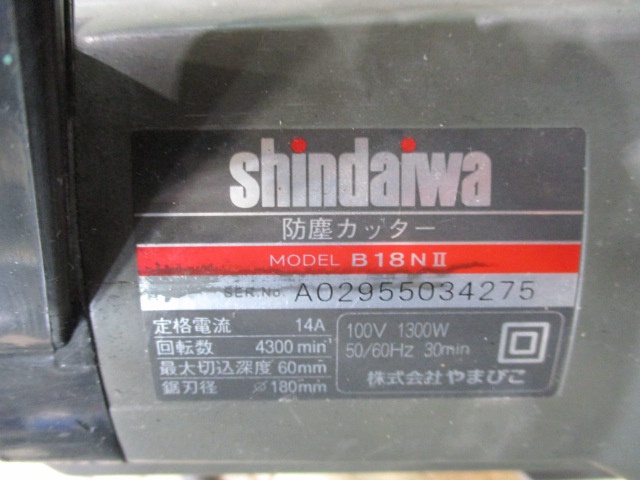 shindaiwa
防塵カッター
MODEL B18NⅡ
SER.No A02955034275
定格電流 14A
回転数 4300min⁻¹
最大切込深度 60mm
鋸刃径 ⌀180mm
100V 1300W
50/60Hz 30min
株式会社 やまびこ